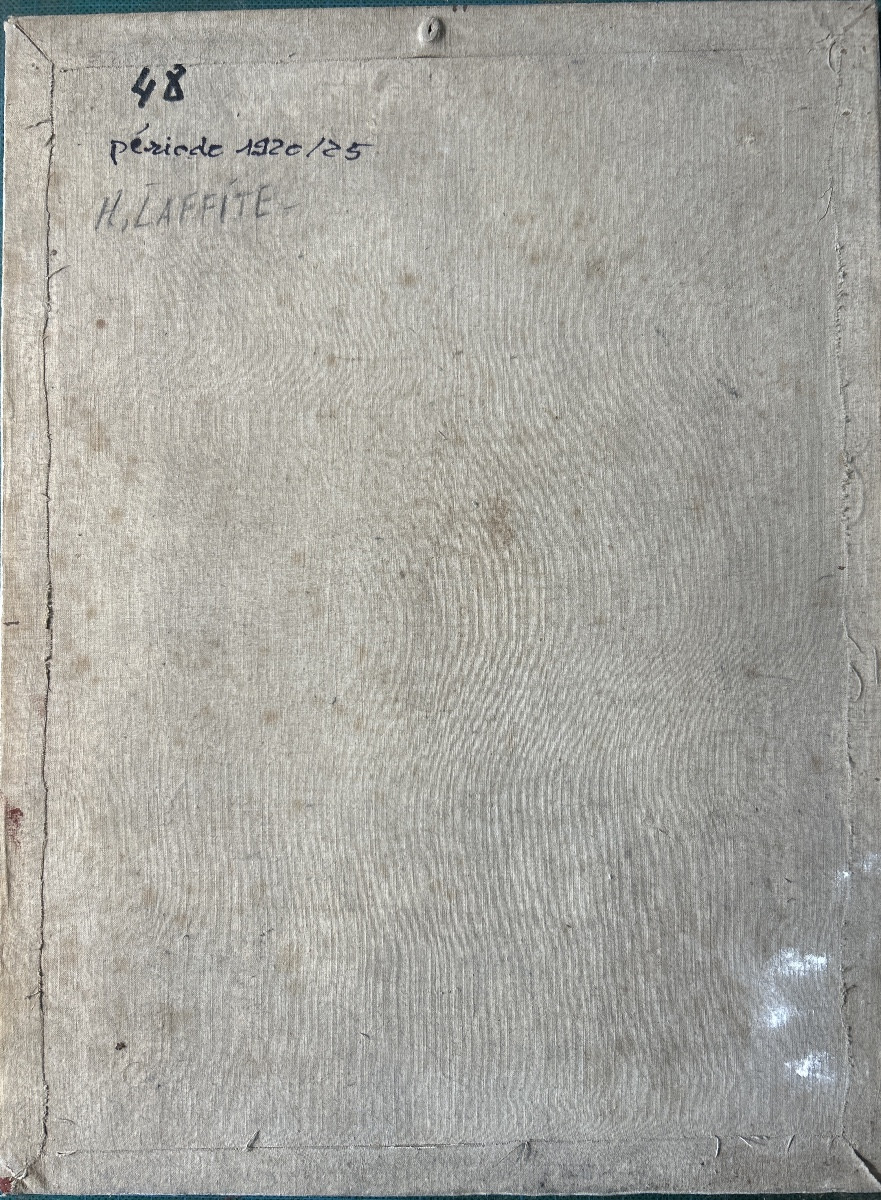 48
période 1920/25
H. LAFFITE -